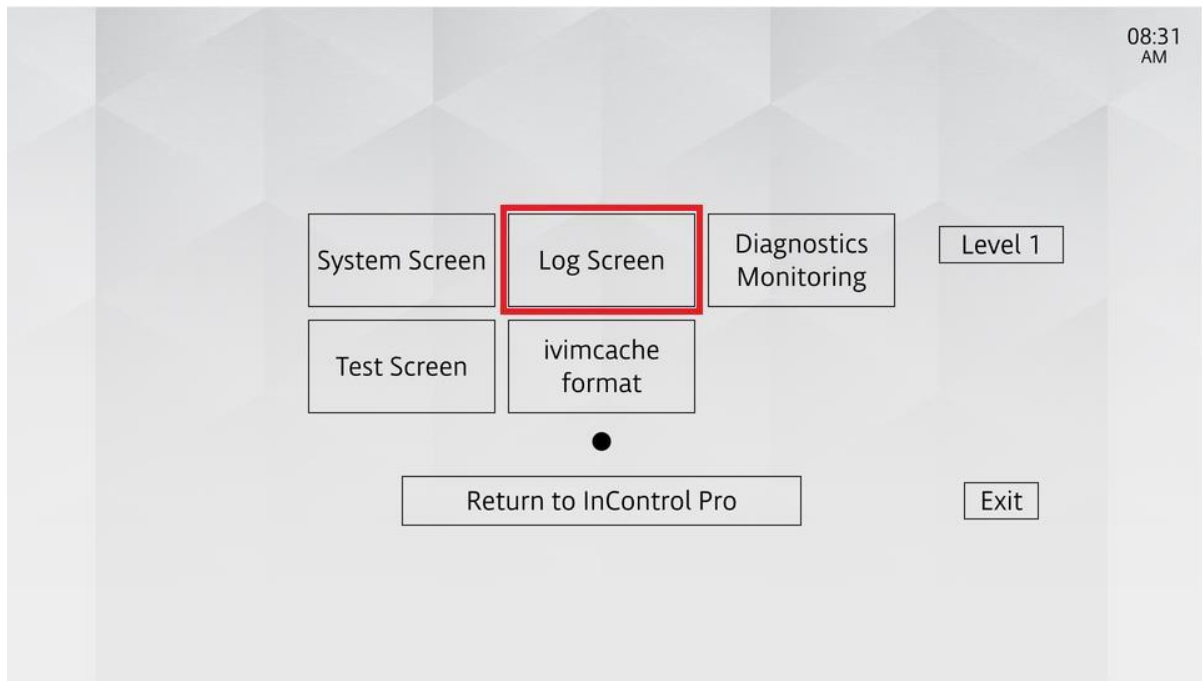 08:31
AM
System Screen
Log Screen
Diagnostics
Monitoring
Level 1
Test Screen
ivimcache
format
Return to InControl Pro
Exit